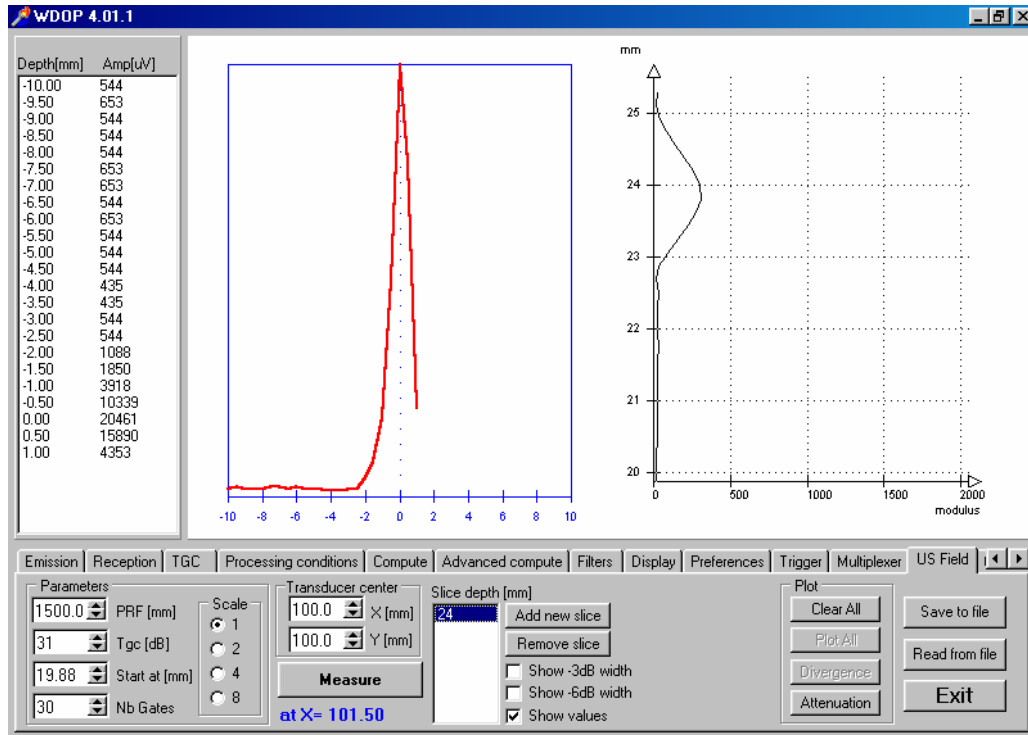 WDOP 4.01.1
Depth[mm] Amp[uV]
-10.00 544
-9.50 653
-9.00 544
-8.50 544
-8.00 544
-7.50 653
-7.00 653
-6.50 544
-6.00 653
-5.50 544
-5.00 544
-4.50 544
-4.00 435
-3.50 435
-3.00 544
-2.50 544
-2.00 1088
-1.50 1850
-1.00 3918
-0.50 10339
0.00 20461
0.50 15890
1.00 4353
-10 -8 -6 -4 -2 0 2 4 6 8 10
mm
25
24
23
22
21
20
0 500 1000 1500 2000
modulus
Emission Reception TGC Processing conditions Compute Advanced compute Filters Display Preferences Trigger Multiplexer US Field
Parameters
1500.0 PRF [mm]
31 Tgc [dB]
19.88 Start at [mm]
30 Nb Gates
Scale
1
2
4
8
Transducer center
100.0 X [mm]
100.0 Y [mm]
Measure
at X= 101.50
Slice depth [mm]
24
Add new slice
Remove slice
Show -3dB width
Show -6dB width
Show values
Plot
Clear All
Plot All
Divergence
Attenuation
Save to file
Read from file
Exit